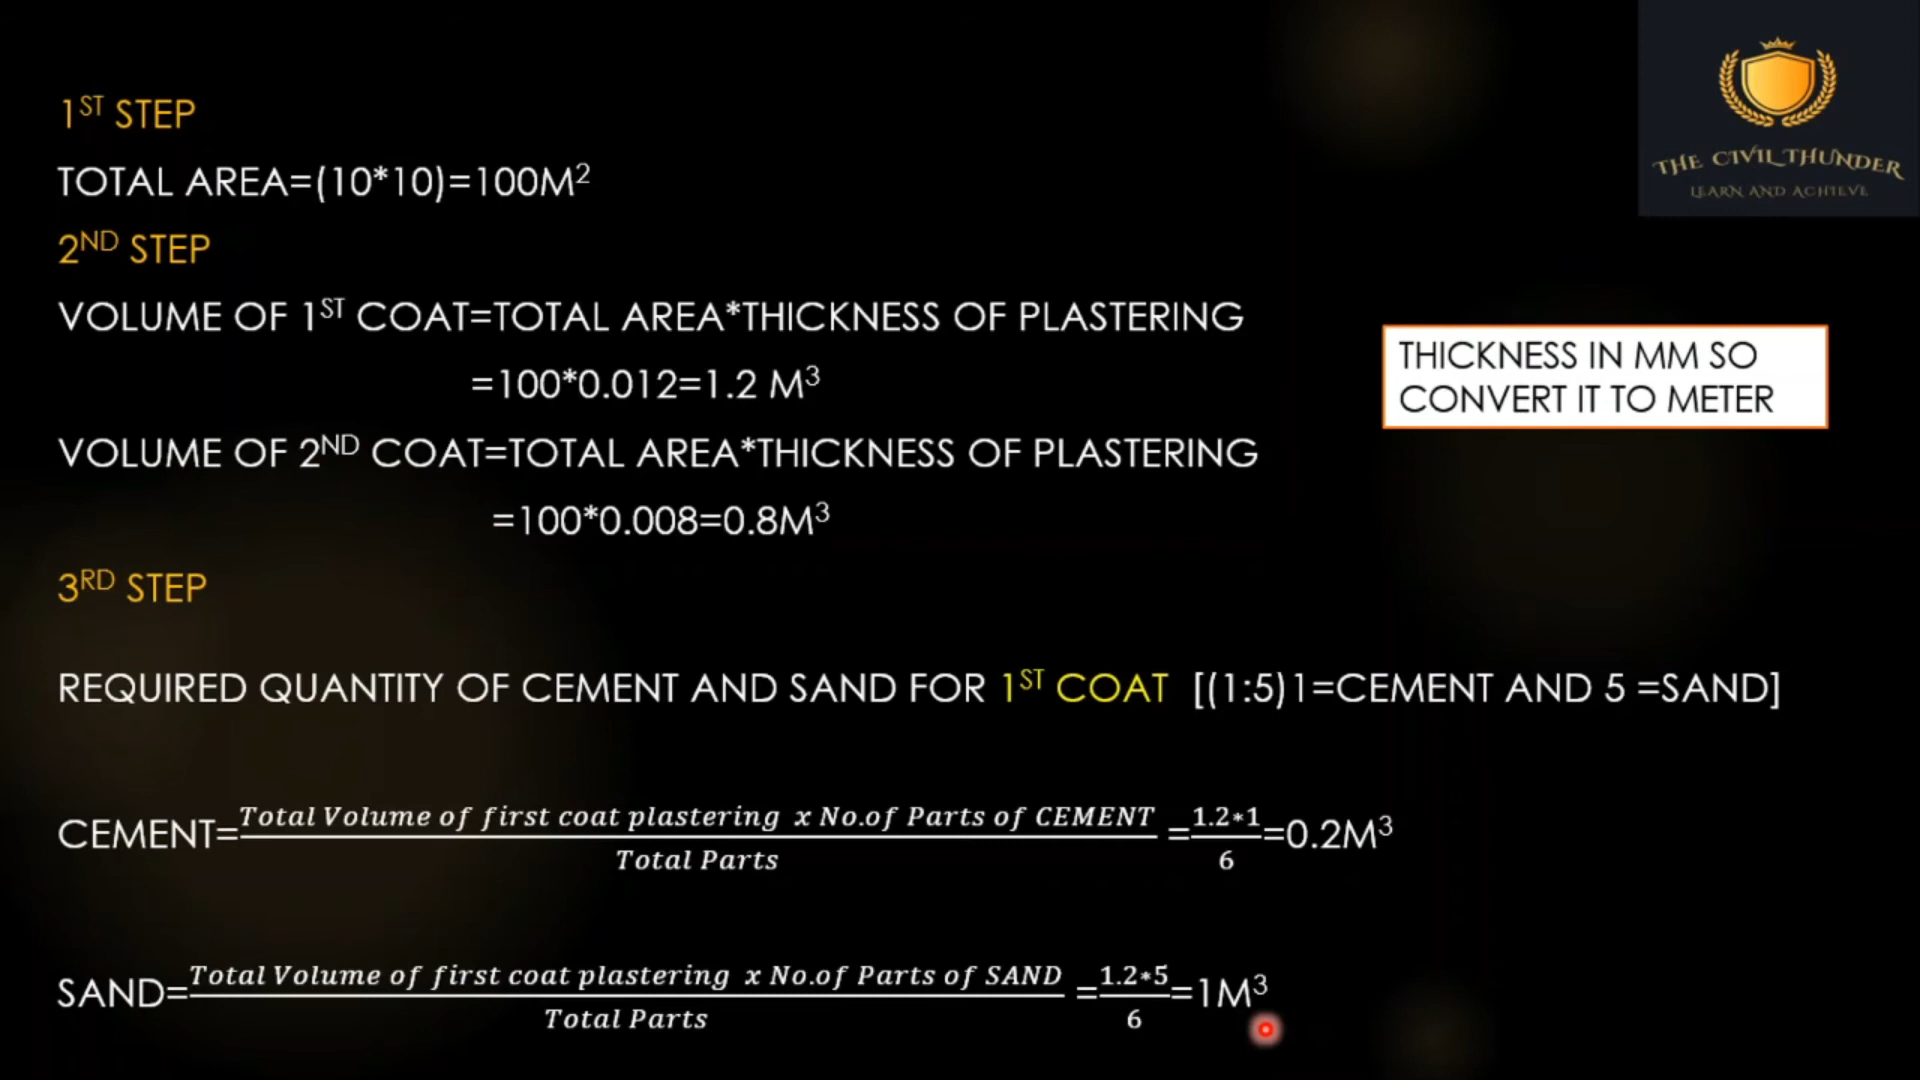 THE CIVIL THUNDER
LEARN AND ACHIEVE
1ST STEP
TOTAL AREA=(10*10)=100M2
2ND STEP
VOLUME OF 1ST COAT=TOTAL AREA*THICKNESS OF PLASTERING
=100*0.012=1.2 M3
THICKNESS IN MM SO
CONVERT IT TO METER
VOLUME OF 2ND COAT=TOTAL AREA*THICKNESS OF PLASTERING
=100*0.008=0.8M3
3RD STEP
REQUIRED QUANTITY OF CEMENT AND SAND FOR 1ST COAT [(1:5)1=CEMENT AND 5 =SAND]
CEMENT=Total Volume of first coat plastering x No.of Parts of CEMENT/Total Parts =1.2*1/6=0.2M3
SAND=Total Volume of first coat plastering x No.of Parts of SAND/Total Parts =1.2*5/6=1M3